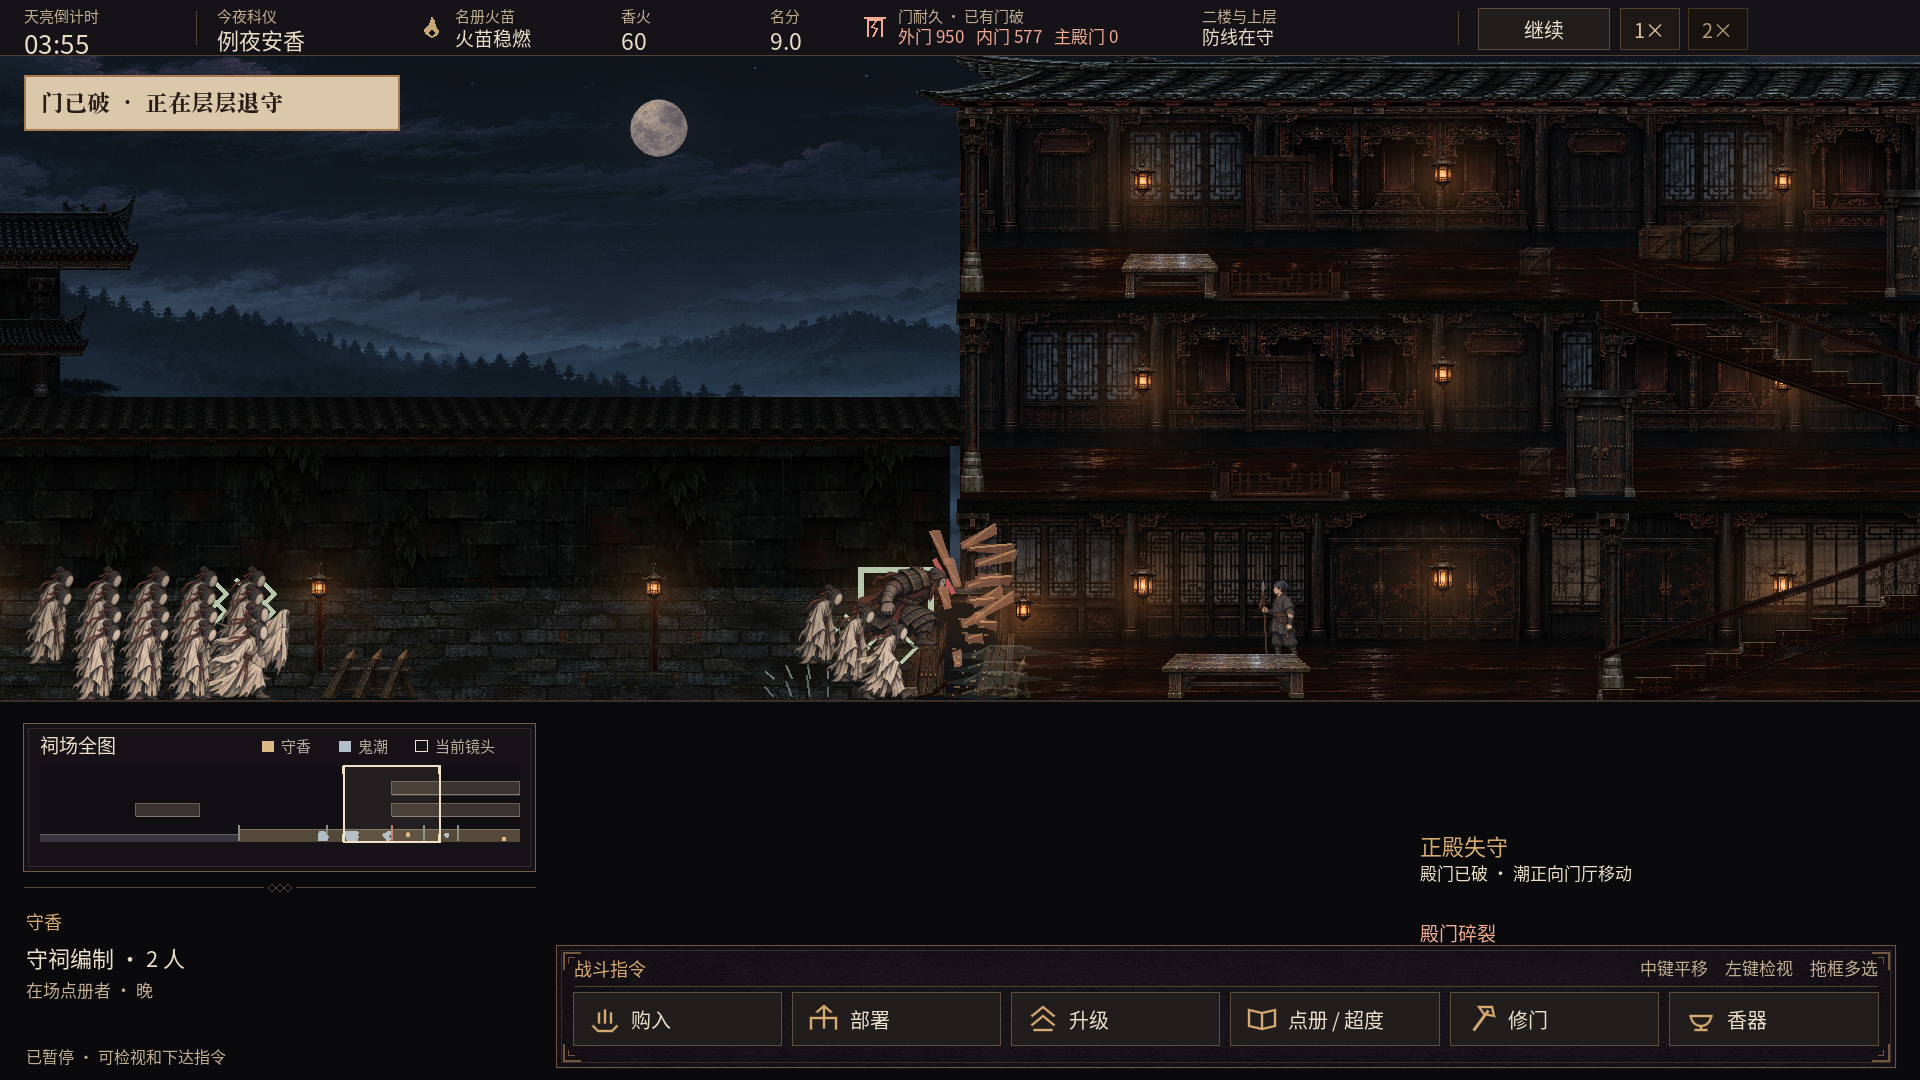 天亮倒计时
03:55
今夜科仪
例夜安香
名册火苗
火苗稳燃
香火
60
名分
9.0
门耐久 · 已有门破
外门 950 内门 577 主殿门 0
二楼与上层
防线在守
继续
1×
2×
门已破 · 正在层层退守
祠场全图
守香
鬼潮
当前镜头
守香
守祠编制 · 2 人
在场点册者 · 晚
已暂停 · 可检视和下达指令
正殿失守
殿门已破 · 潮正向门厅移动
殿门碎裂
战斗指令
中键平移 左键检视 拖框多选
购入
部署
升级
点册 / 超度
修门
香器